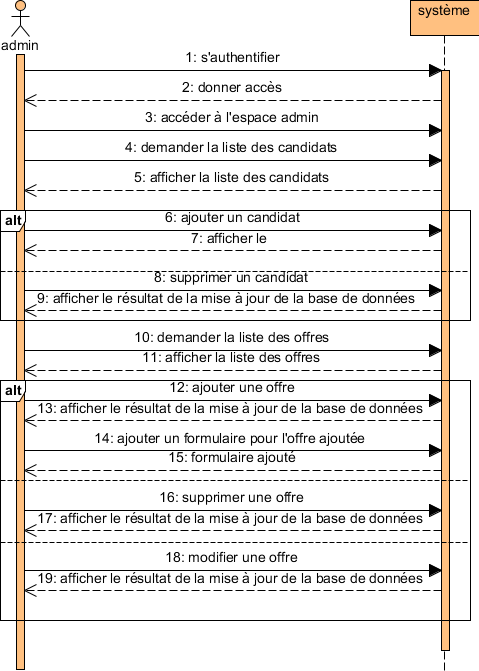 système
admin
1: s'authentifier
2: donner accès
3: accéder à l'espace admin
4: demander la liste des candidats
5: afficher la liste des candidats
alt
6: ajouter un candidat
7: afficher le
8: supprimer un candidat
9: afficher le résultat de la mise à jour de la base de données
10: demander la liste des offres
11: afficher la liste des offres
alt
12: ajouter une offre
13: afficher le résultat de la mise à jour de la base de données
14: ajouter un formulaire pour l'offre ajoutée
15: formulaire ajouté
16: supprimer une offre
17: afficher le résultat de la mise à jour de la base de données
18: modifier une offre
19: afficher le résultat de la mise à jour de la base de données